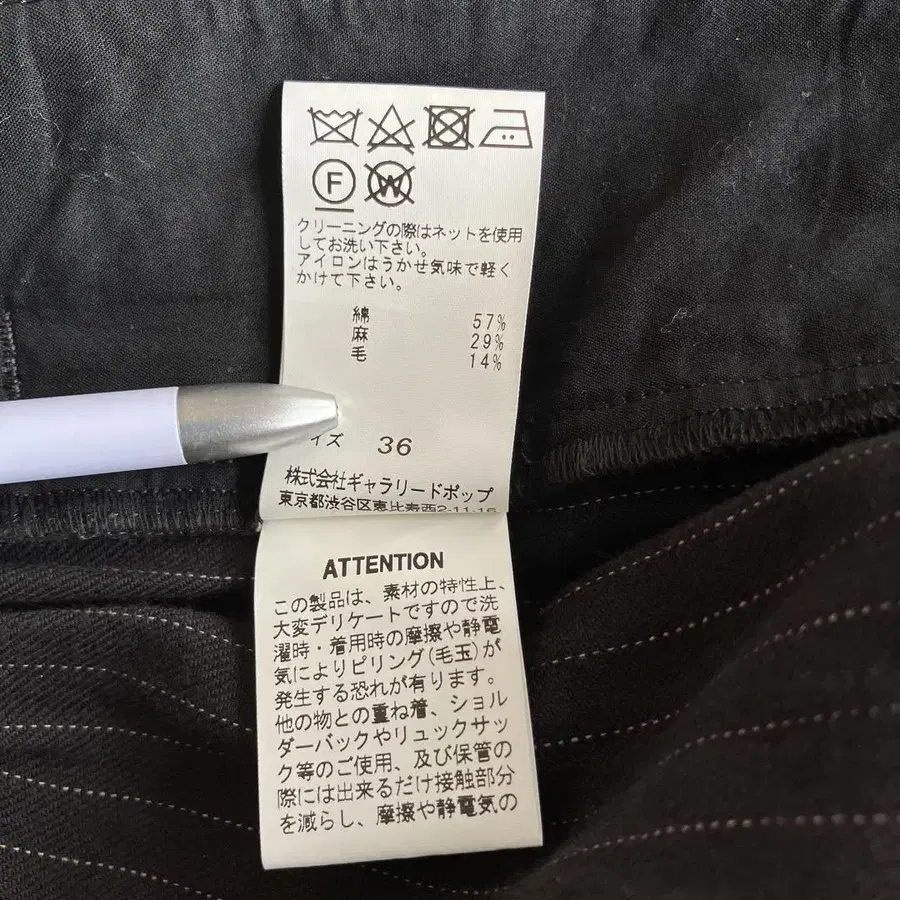 F W
クリーニングの際はネットを使用
してお洗い下さい。
アイロンはうかせ気味で軽く
かけて下さい。
綿 57%
麻 29%
毛 14%
イズ 36
株式会社ギャラリードポップ
東京都渋谷区恵比寿西2-11-16
ATTENTION
この製品は、素材の特性上、
大変デリケートですので洗
濯時・着用時の摩擦や静電
気によりピリング(毛玉)が
発生する恐れが有ります。
他の物との重ね着、ショル
ダーバックやリュックサッ
ク等のご使用、及び保管の
際には出来るだけ接触部分
を減らし、摩擦や静電気の